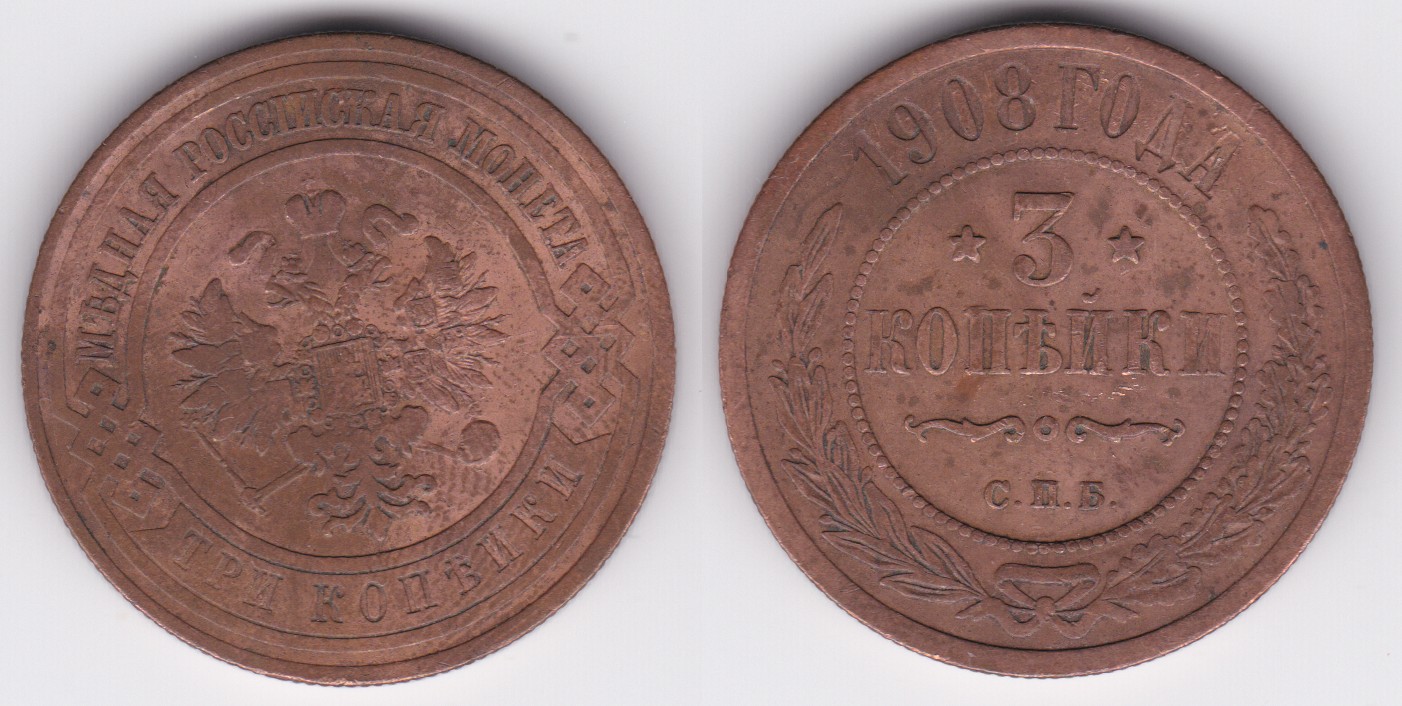 МѢДНАЯ РОССІЙСКАЯ МОНЕТА
ТРИ КОПѢЙКИ
1908 ГОДА
3
КОПѢЙКИ
С.П.Б.